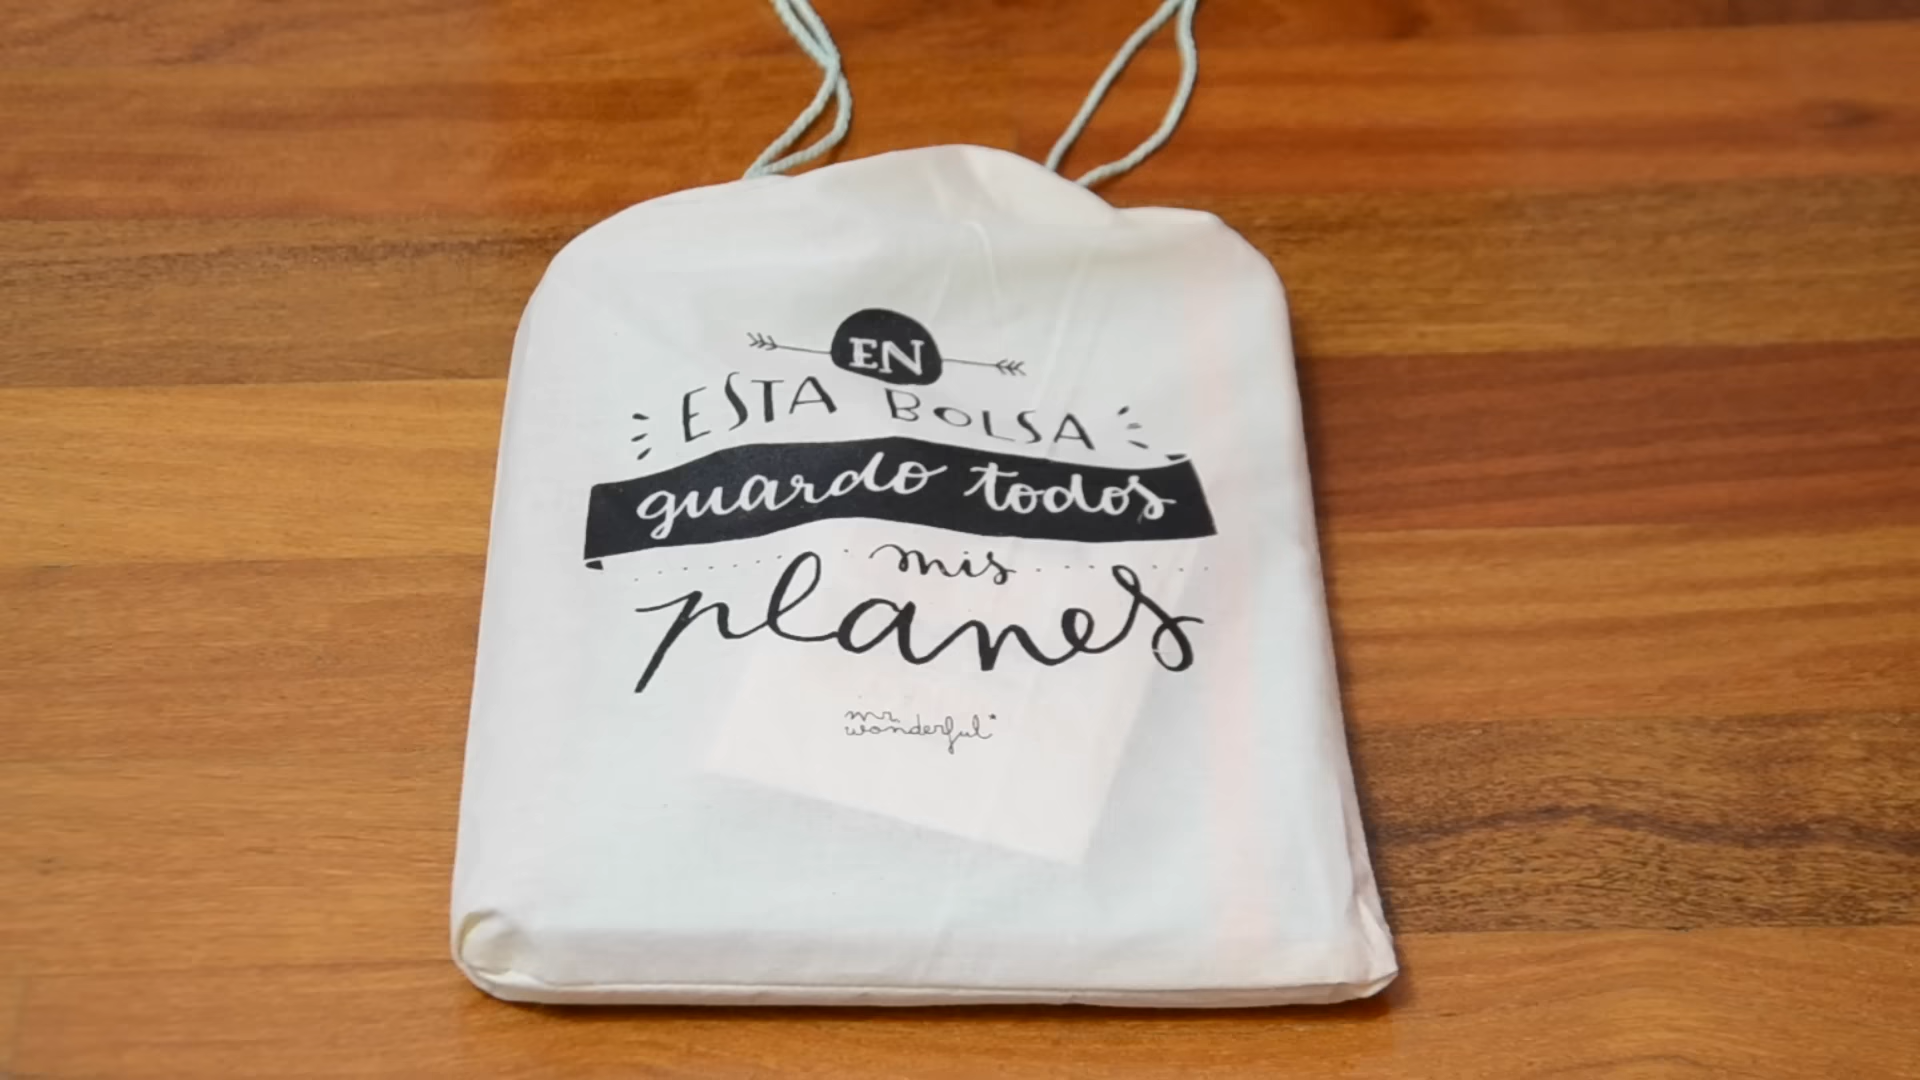 EN
ESTA BOLSA
guardo todos
mis
planes
mr.
wonderful*